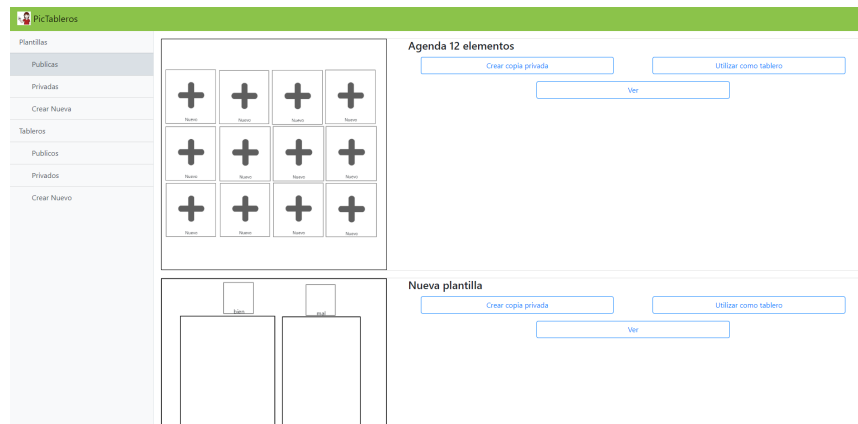 PicTableros
Plantillas
Publicas
Privadas
Crear Nueva
Tableros
Publicos
Privados
Crear Nuevo
Nuevo Nuevo Nuevo Nuevo
Nuevo Nuevo Nuevo Nuevo
Nuevo Nuevo Nuevo Nuevo
Agenda 12 elementos
Crear copia privada Utilizar como tablero
Ver
bien mal
Nueva plantilla
Crear copia privada Utilizar como tablero
Ver